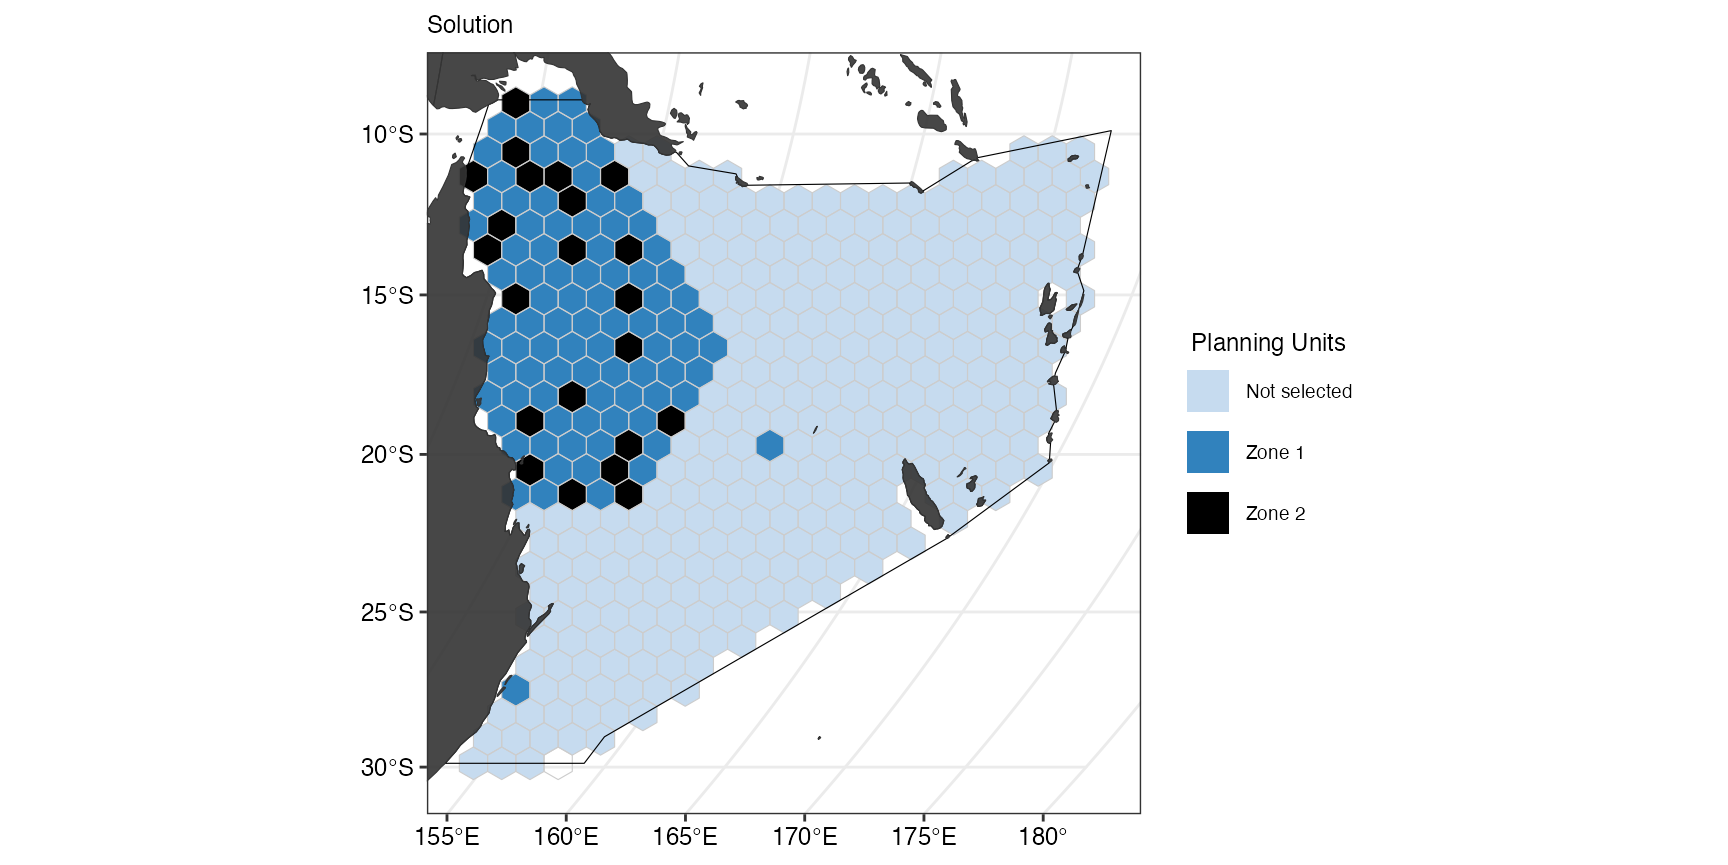 Solution
10°S
15°S
20°S
25°S
30°S
155°E 160°E 165°E 170°E 175°E 180°
Planning Units
Not selected
Zone 1
Zone 2